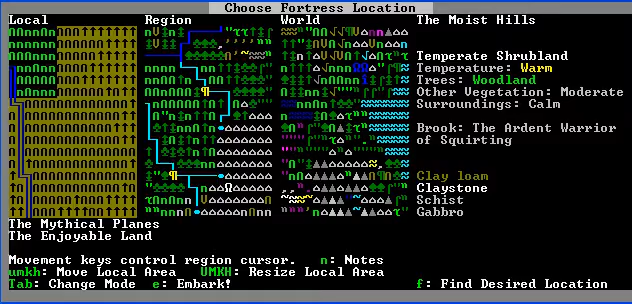 Choose Fortress Location
Local
Region
World
The Moist Hills
Temperate Shrubland
Temperature: Warm
Trees: Woodland
Other Vegetation: Moderate
Surroundings: Calm
Brook: The Ardent Warrior
of Squirting
Clay loam
Claystone
Schist
Gabbro
The Mythical Planes
The Enjoyable Land
Movement keys control region cursor. n: Notes
umkh: Move Local Area UMKH: Resize Local Area
Tab: Change Mode e: Embark! f: Find Desired Location